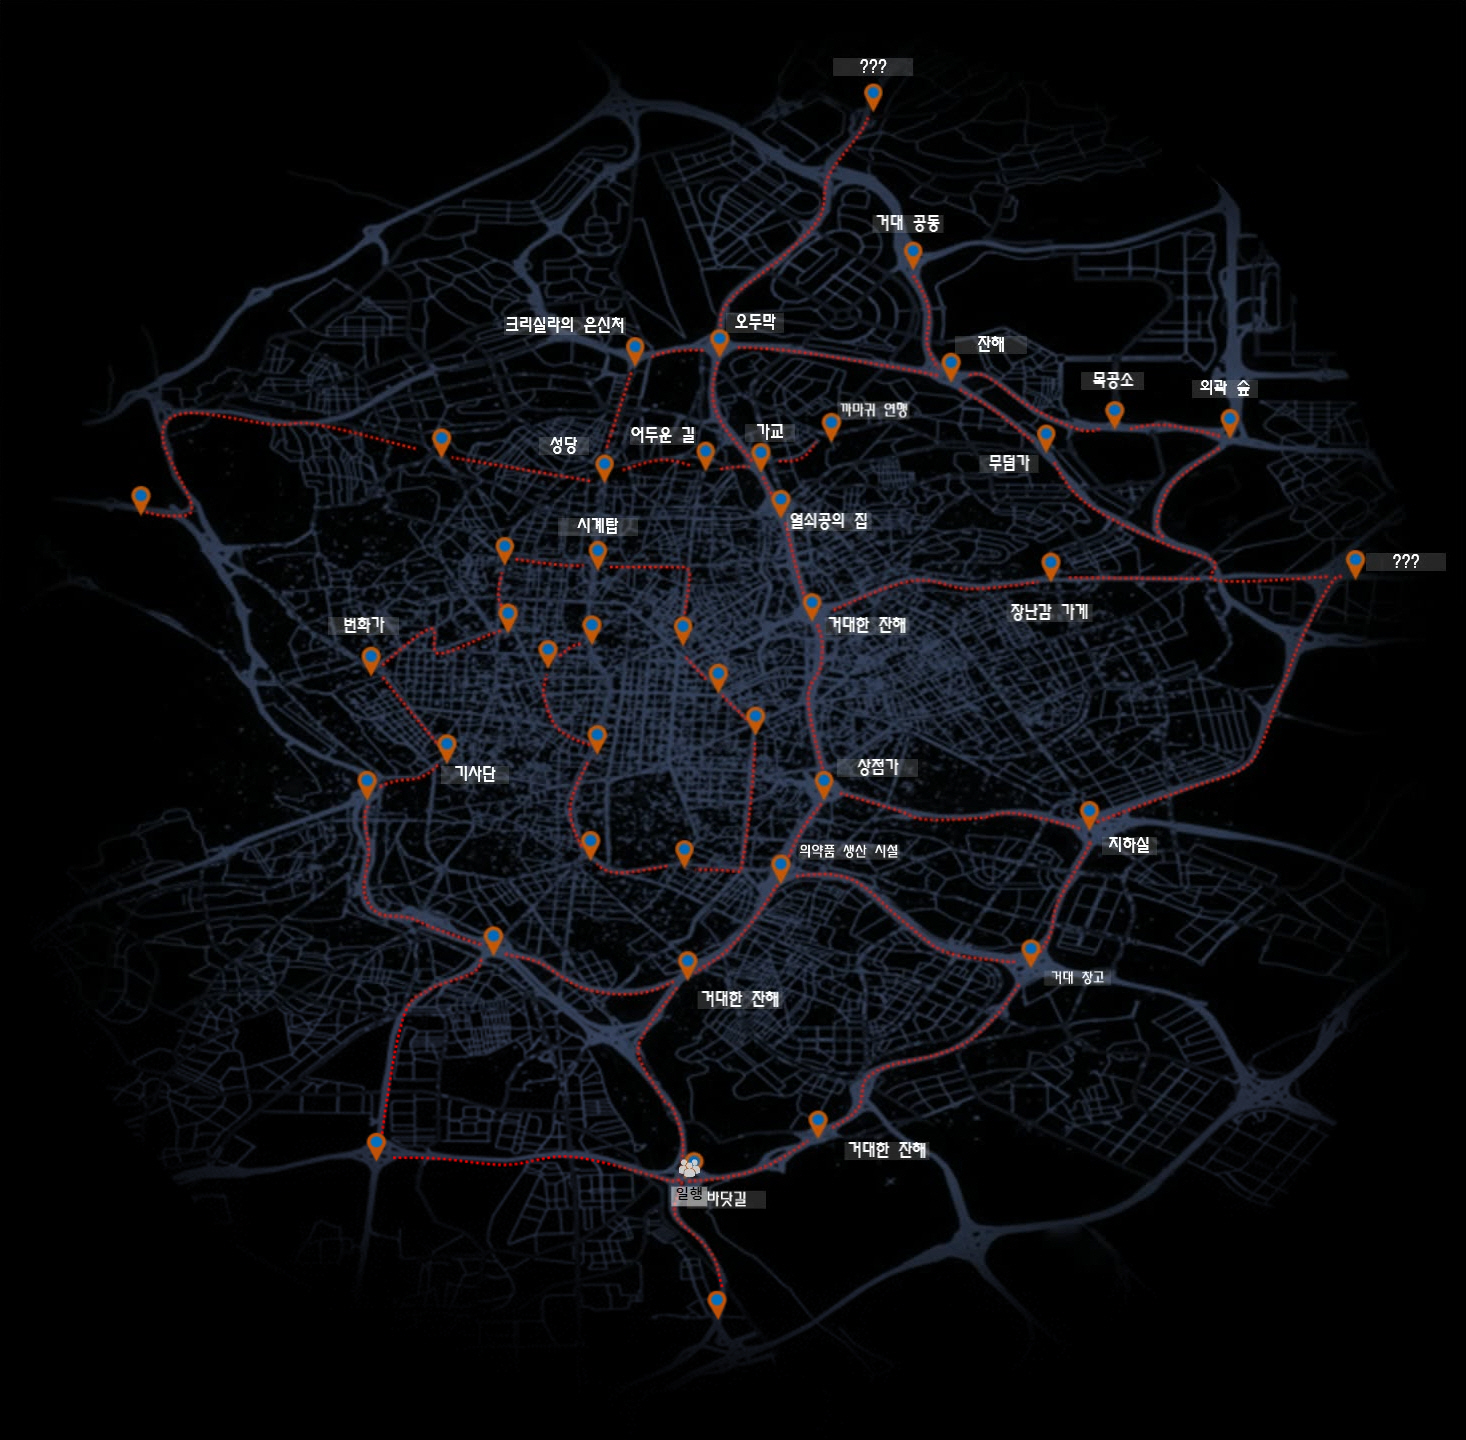 ???
거대 공동
오두막
크리실라의 은신처
잔해
목공소
외곽 숲
까마귀 연맹
어두운 길
가교
성당
무덤가
열쇠공의 집
시계탑
???
장난감 가게
번화가
거대한 잔해
상점가
기사단
지하실
의약품 생산 시설
거대 창고
거대한 잔해
거대한 잔해
일행
바닷길